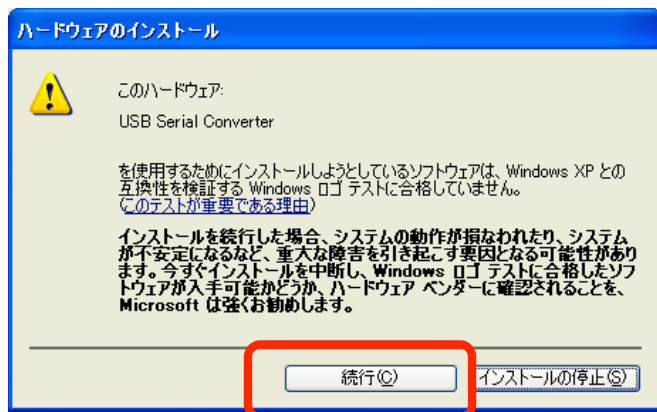 ハードウェアのインストール
このハードウェア:
USB Serial Converter
を使用するためにインストールしようとしているソフトウェアは、Windows XP との
互換性を検証する Windows ロゴ テストに合格していません。
(このテストが重要である理由)
インストールを続行した場合、システムの動作が損なわれたり、システム
が不安定になるなど、重大な障害を引き起こす要因となる可能性があり
ます。今すぐインストールを中断し、Windows ロゴ テストに合格したソフ
トウェアが入手可能かどうか、ハードウェア ベンダーに確認されることを、
Microsoft は強くお勧めします。
続行(C) インストールの停止(S)